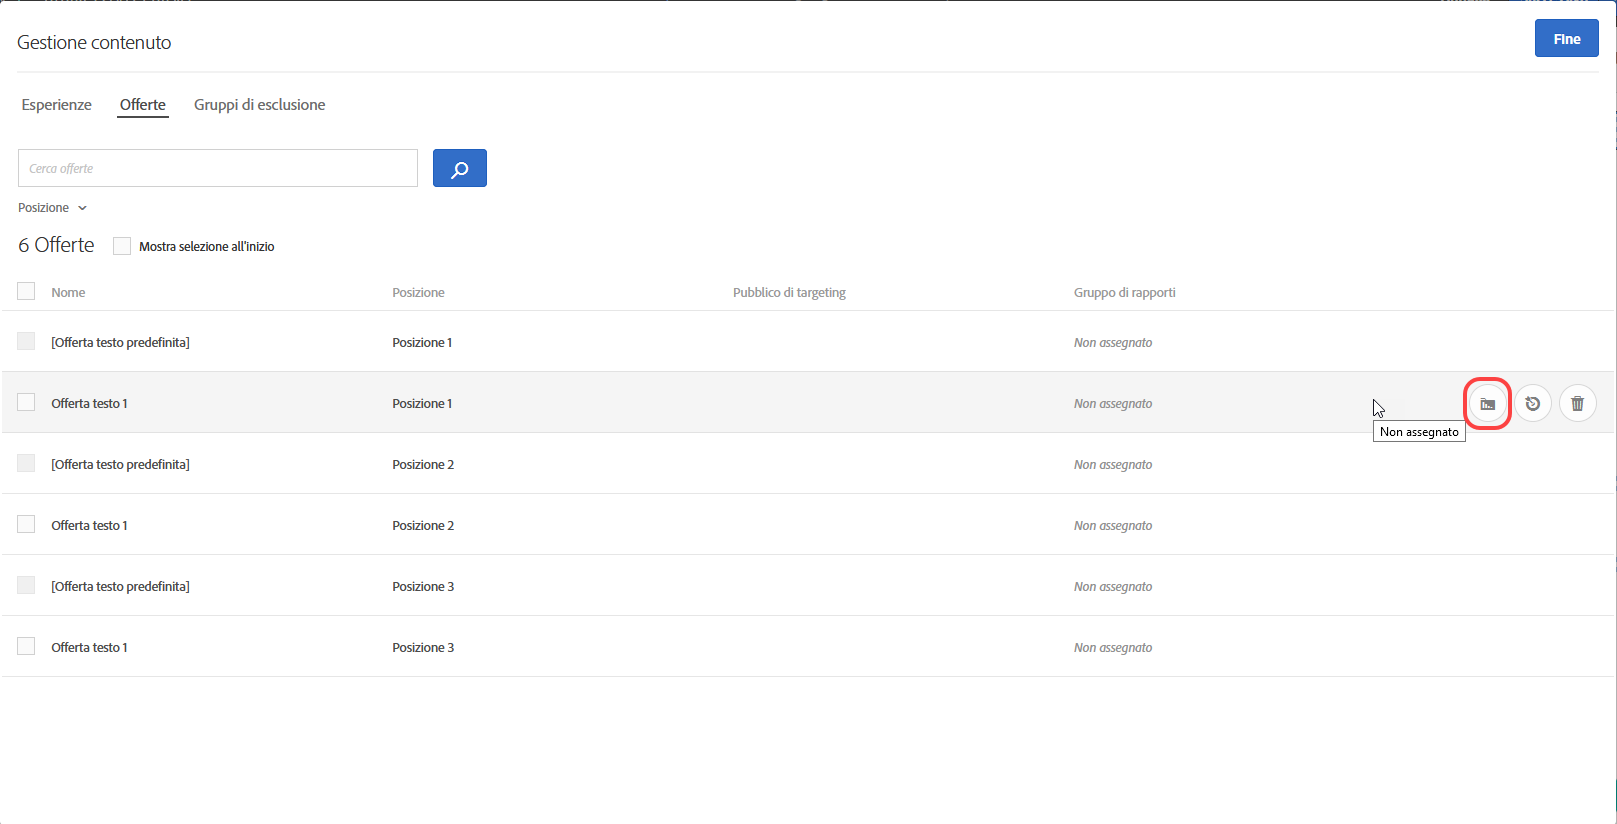 Gestione contenuto
Fine
Esperienze Offerte Gruppi di esclusione
Cerca offerte
Posizione
6 Offerte Mostra selezione all'inizio
Nome Posizione Pubblico di targeting Gruppo di rapporti
[Offerta testo predefinita] Posizione 1 Non assegnato
Offerta testo 1 Posizione 1 Non assegnato
Non assegnato
[Offerta testo predefinita] Posizione 2 Non assegnato
Offerta testo 1 Posizione 2 Non assegnato
[Offerta testo predefinita] Posizione 3 Non assegnato
Offerta testo 1 Posizione 3 Non assegnato